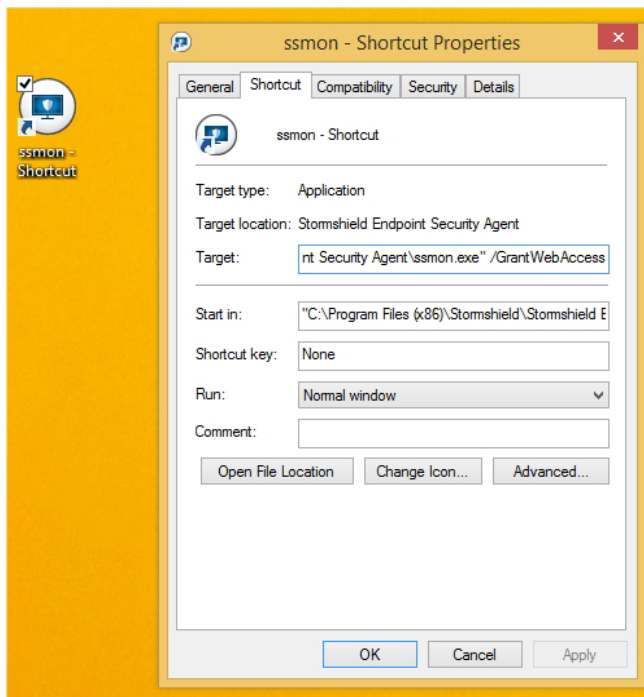 ssmon - Shortcut Properties
ssmon -
Shortcut
General Shortcut Compatibility Security Details
ssmon - Shortcut
Target type: Application
Target location: Stormshield Endpoint Security Agent
Target: nt Security Agent\ssmon.exe" /GrantWebAccess
Start in: "C:\Program Files (x86)\Stormshield\Stormshield E
Shortcut key: None
Run: Normal window
Comment:
Open File Location Change Icon... Advanced...
OK Cancel Apply